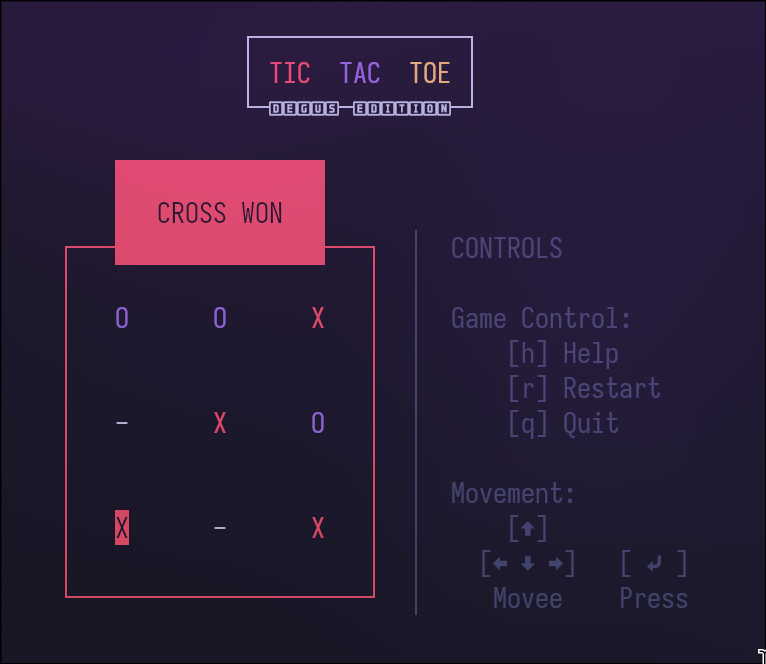 TIC TAC TOE
DEGUS EDITION
CROSS WON
O O X
– X O
X – X
CONTROLS
Game Control:
[h] Help
[r] Restart
[q] Quit
Movement:
[🡅]
[🡄 🡇 🡆] [ ⤶ ]
Movee Press